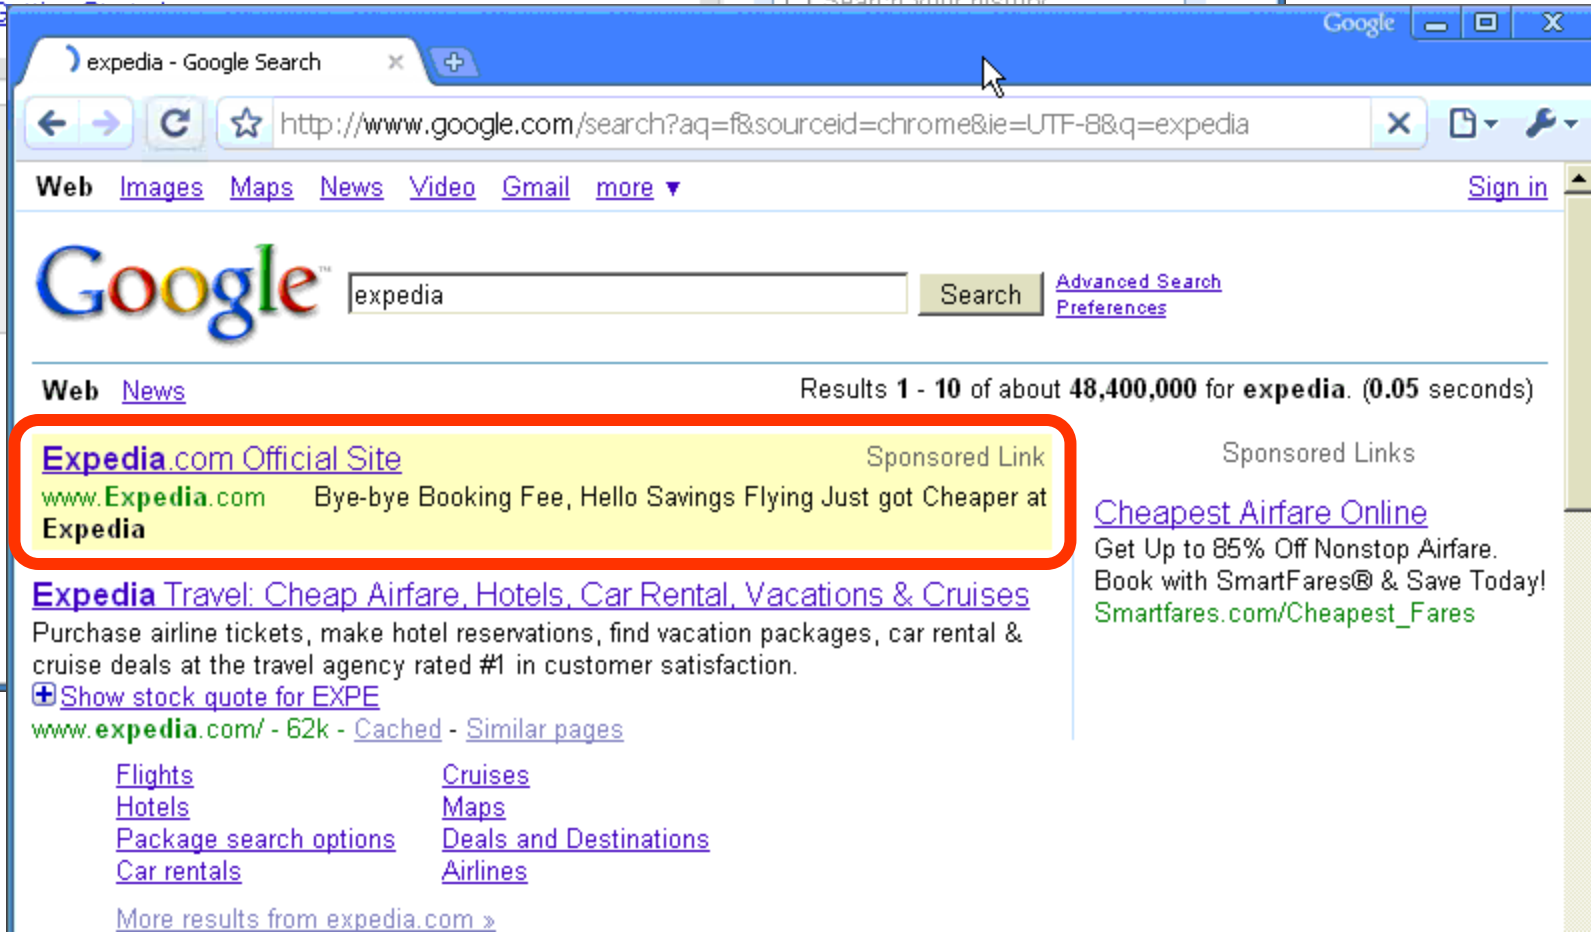 Google
expedia - Google Search
http://www.google.com/search?aq=f&sourceid=chrome&ie=UTF-8&q=expedia
Web Images Maps News Video Gmail more ▼ Sign in
Google™
expedia
Search
Advanced Search
Preferences
Web News
Results 1 - 10 of about 48,400,000 for expedia. (0.05 seconds)
Expedia.com Official Site
Sponsored Link
www.Expedia.com Bye-bye Booking Fee, Hello Savings Flying Just got Cheaper at
Expedia
Expedia Travel: Cheap Airfare, Hotels, Car Rental, Vacations & Cruises
Purchase airline tickets, make hotel reservations, find vacation packages, car rental &
cruise deals at the travel agency rated #1 in customer satisfaction.
Show stock quote for EXPE
www.expedia.com/ - 62k - Cached - Similar pages
Flights
Hotels
Package search options
Car rentals
Cruises
Maps
Deals and Destinations
Airlines
More results from expedia.com »
Sponsored Links
Cheapest Airfare Online
Get Up to 85% Off Nonstop Airfare.
Book with SmartFares® & Save Today!
Smartfares.com/Cheapest_Fares